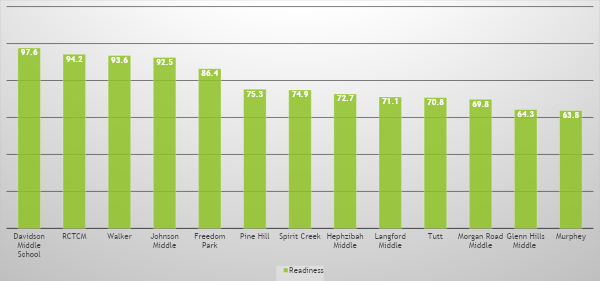 97.6
94.2
93.6
92.5
86.4
75.3
74.9
72.7
71.1
70.8
69.8
64.3
63.8
Davidson
Middle
School
RCTCM
Walker
Johnson
Middle
Freedom
Park
Pine Hill
Spirit Creek
Hephzibah
Middle
Langford
Middle
Tutt
Morgan Road
Middle
Glenn Hills
Middle
Murphey
Readiness